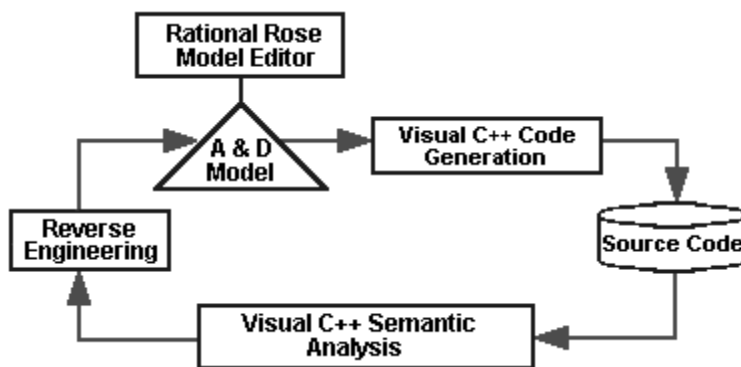 Rational Rose
Model Editor
A & D
Model
Visual C++ Code
Generation
Source Code
Visual C++ Semantic
Analysis
Reverse
Engineering